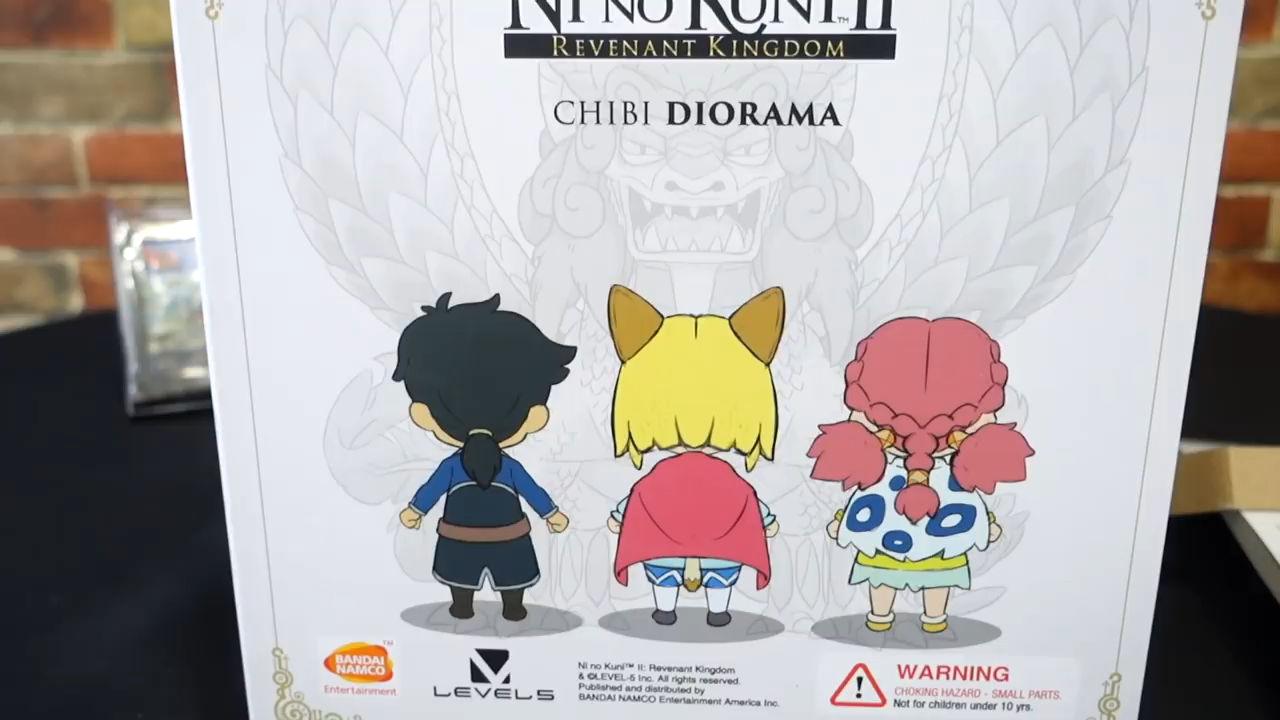 NI NO KUNI™ II
REVENANT KINGDOM
CHIBI DIORAMA
BANDAI
NAMCO
™
Entertainment
LEVEL5
Ni no Kuni™ II: Revenant Kingdom
& ©LEVEL-5 Inc. All rights reserved.
Published and distributed by
BANDAI NAMCO Entertainment America Inc.
WARNING
CHOKING HAZARD - SMALL PARTS.
Not for children under 10 yrs.